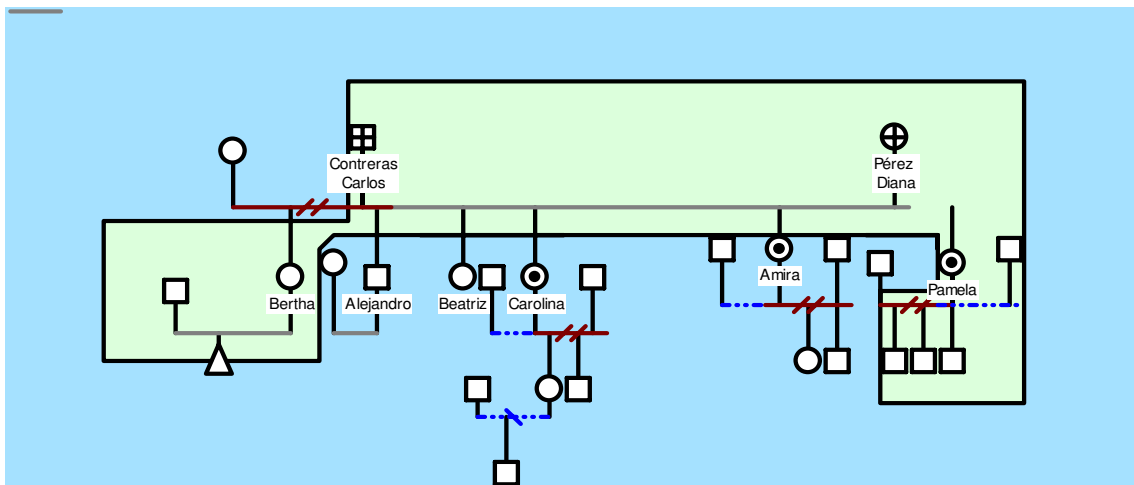 Contreras
Carlos
Pérez
Diana
Bertha
Alejandro
Beatriz
Carolina
Amira
Pamela